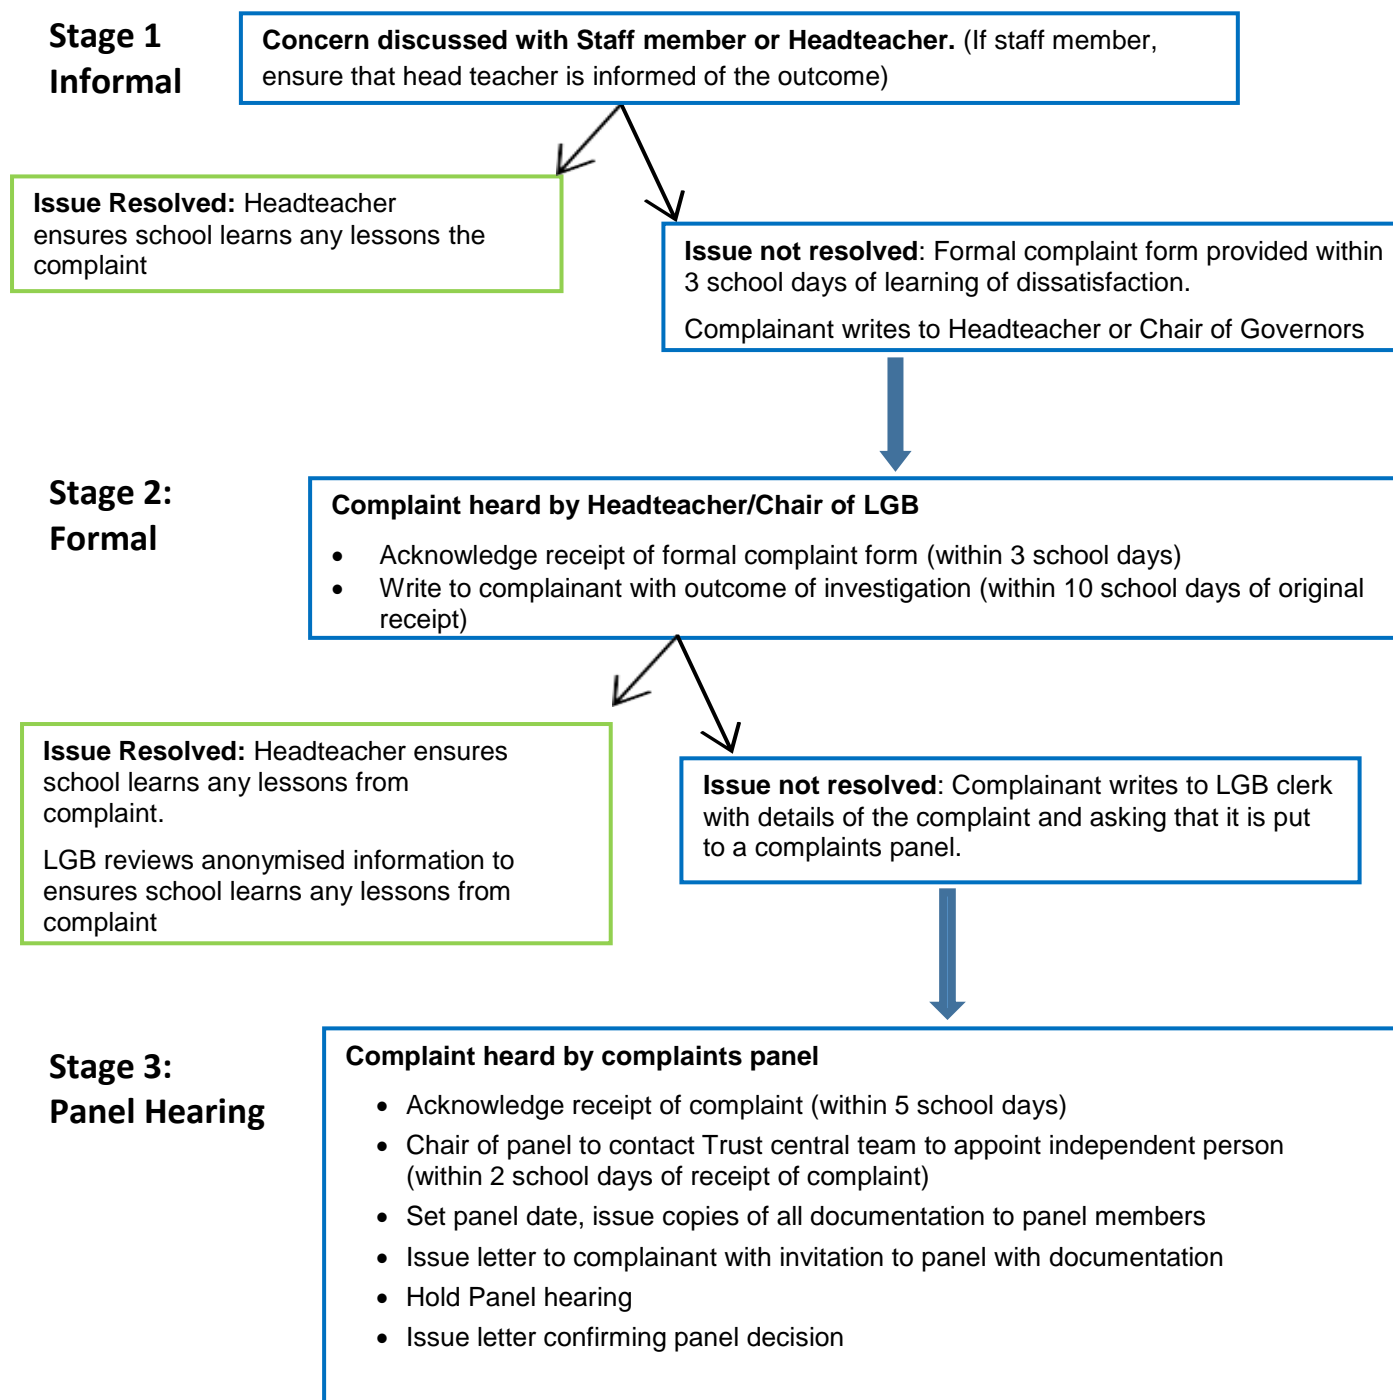 Stage 1
Informal
Concern discussed with Staff member or Headteacher. (If staff member,
ensure that head teacher is informed of the outcome)
Issue Resolved: Headteacher
ensures school learns any lessons the
complaint
Issue not resolved: Formal complaint form provided within
3 school days of learning of dissatisfaction.
Complainant writes to Headteacher or Chair of Governors
Stage 2:
Formal
Complaint heard by Headteacher/Chair of LGB
• Acknowledge receipt of formal complaint form (within 3 school days)
• Write to complainant with outcome of investigation (within 10 school days of original
receipt)
Issue Resolved: Headteacher ensures
school learns any lessons from
complaint.
LGB reviews anonymised information to
ensures school learns any lessons from
complaint
Issue not resolved: Complainant writes to LGB clerk
with details of the complaint and asking that it is put
to a complaints panel.
Stage 3:
Panel Hearing
Complaint heard by complaints panel
• Acknowledge receipt of complaint (within 5 school days)
• Chair of panel to contact Trust central team to appoint independent person
(within 2 school days of receipt of complaint)
• Set panel date, issue copies of all documentation to panel members
• Issue letter to complainant with invitation to panel with documentation
• Hold Panel hearing
• Issue letter confirming panel decision